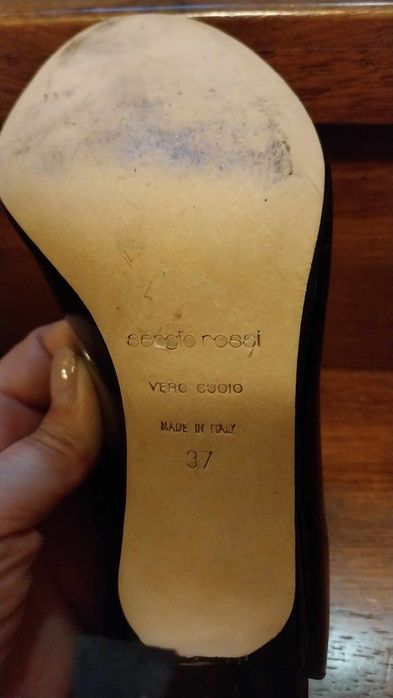 sergio rossi
VERO CUOIO
MADE IN ITALY
37